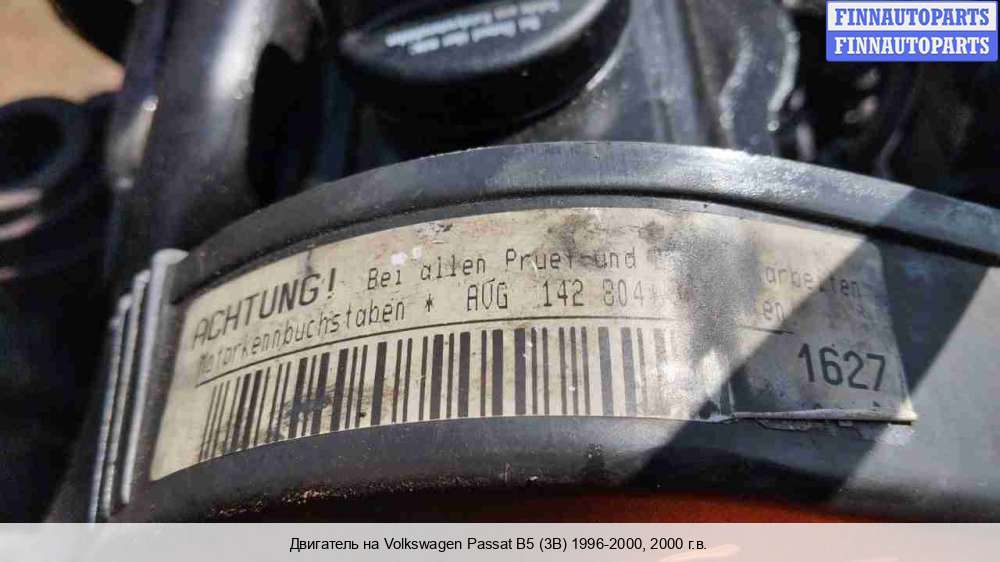 FINNAUTOPARTS
FINNAUTOPARTS
ACHTUNG! Bei allen Pruef-und
Motorkennbuchstaben * AVG 142 804*
1627
Двигатель на Volkswagen Passat B5 (3B) 1996-2000, 2000 г.в.